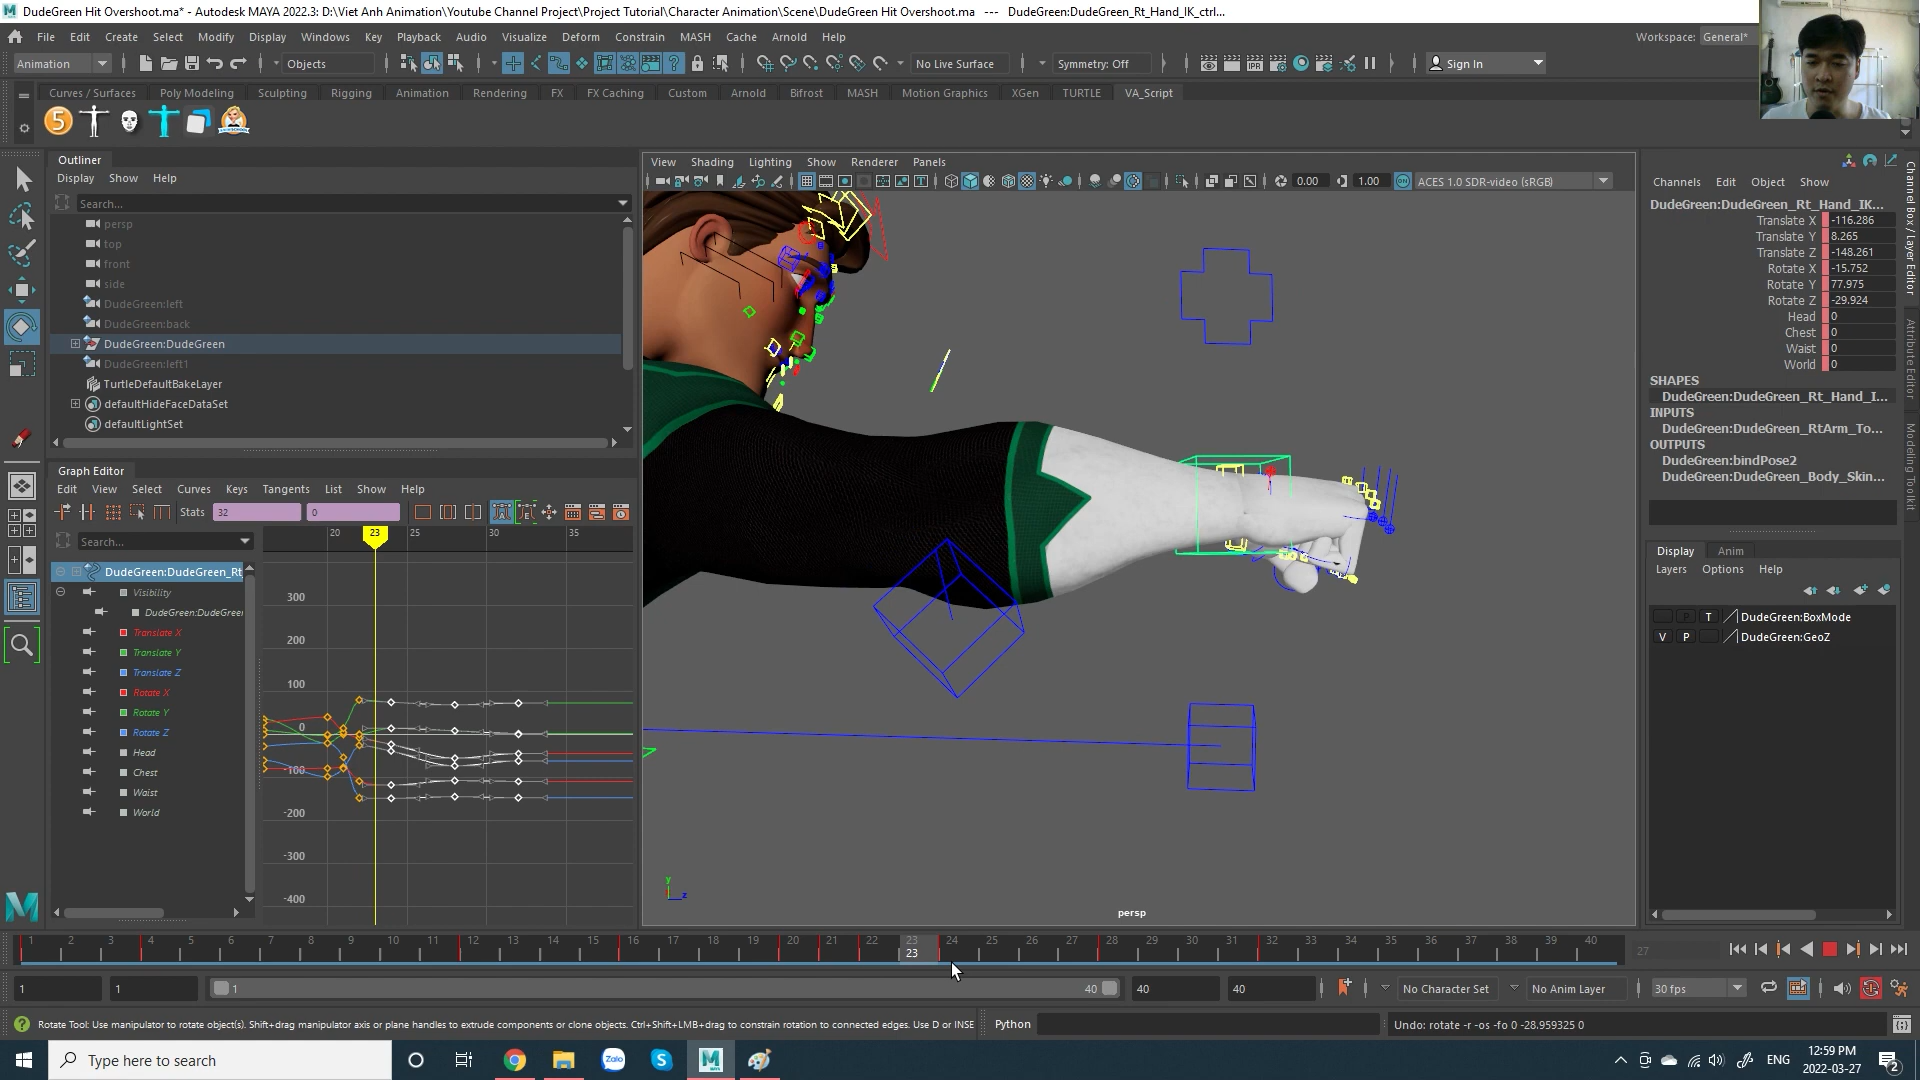 DudeGreen Hit Overshoot.ma* - Autodesk MAYA 2022.3: D:\Viet Anh Animation\Youtube Channel Project\Project Tutorial\Character Animation\Scene\DudeGreen Hit Overshoot.ma --- DudeGreen:DudeGreen_Rt_Hand_IK_ctrl...
File Edit Create Select Modify Display Windows Key Playback Audio Visualize Deform Constrain MASH Cache Arnold Help
Workspace: General*
Animation Objects No Live Surface Symmetry: Off Sign In
Curves / Surfaces Poly Modeling Sculpting Rigging Animation Rendering FX FX Caching Custom Arnold Bifrost MASH Motion Graphics XGen TURTLE VA_Script
Outliner
Display Show Help
Search...
persp
top
front
side
DudeGreen:left
DudeGreen:back
DudeGreen:DudeGreen
DudeGreen:left1
TurtleDefaultBakeLayer
defaultHideFaceDataSet
defaultLightSet
Graph Editor
Edit View Select Curves Keys Tangents List Show Help
Stats 32 0
Search...
20 23 25 30 35
DudeGreen:DudeGreen_Rt
Visibility
DudeGreen:DudeGreen
Translate X
Translate Y
Translate Z
Rotate X
Rotate Y
Rotate Z
Head
Chest
Waist
World
300
200
100
0
-100
-200
-300
-400
View Shading Lighting Show Renderer Panels
0.00 1.00 ACES 1.0 SDR-video (sRGB)
y
z
persp
Channels Edit Object Show
DudeGreen:DudeGreen_Rt_Hand_IK...
Translate X -116.286
Translate Y 8.265
Translate Z -148.261
Rotate X -15.752
Rotate Y 77.975
Rotate Z -29.924
Head 0
Chest 0
Waist 0
World 0
SHAPES
DudeGreen:DudeGreen_Rt_Hand_I...
INPUTS
DudeGreen:DudeGreen_RtArm_To...
OUTPUTS
DudeGreen:bindPose2
DudeGreen:DudeGreen_Body_Skin...
Channel Box / Layer Editor
Attribute Editor
Modeling Toolkit
Display Anim
Layers Options Help
P T DudeGreen:BoxMode
V P DudeGreen:GeoZ
1 2 3 4 5 6 7 8 9 10 11 12 13 14 15 16 17 18 19 20 21 22 23 24 25 26 27 28 29 30 31 32 33 34 35 36 37 38 39 40
23
27
1 1 1 40 40 40 No Character Set No Anim Layer 30 fps
Rotate Tool: Use manipulator to rotate object(s). Shift+drag manipulator axis or plane handles to extrude components or clone objects. Ctrl+Shift+LMB+drag to constrain rotation to connected edges. Use D or INSE
Python
Undo: rotate -r -os -fo 0 -28.959325 0
Type here to search
Zalo
ENG
12:59 PM
2022-03-27
2